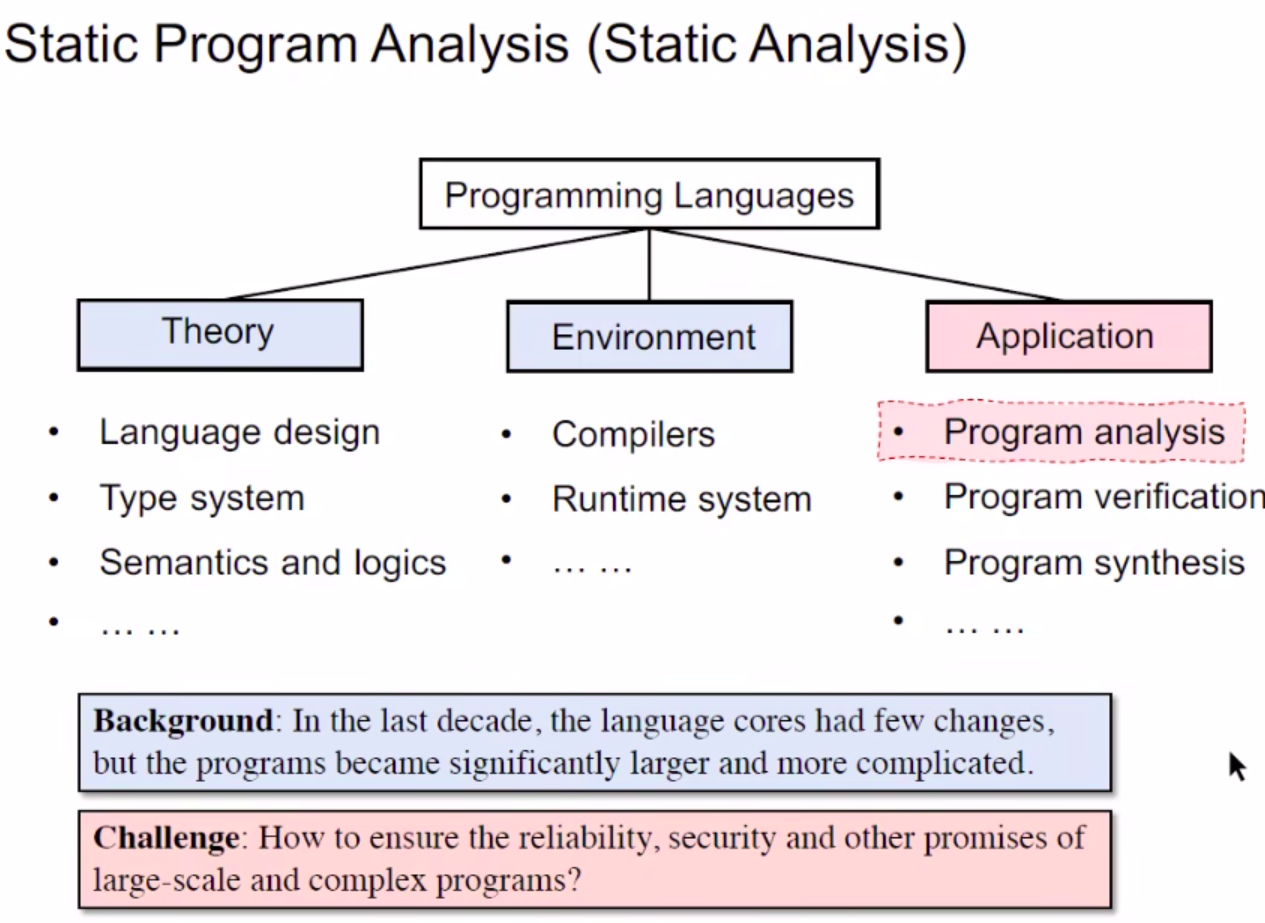 Static Program Analysis (Static Analysis)
Programming Languages
Theory
• Language design
• Type system
• Semantics and logics
• … …
Environment
• Compilers
• Runtime system
• … …
Application
• Program analysis
• Program verification
• Program synthesis
• … …
Background: In the last decade, the language cores had few changes,
but the programs became significantly larger and more complicated.
Challenge: How to ensure the reliability, security and other promises of
large-scale and complex programs?